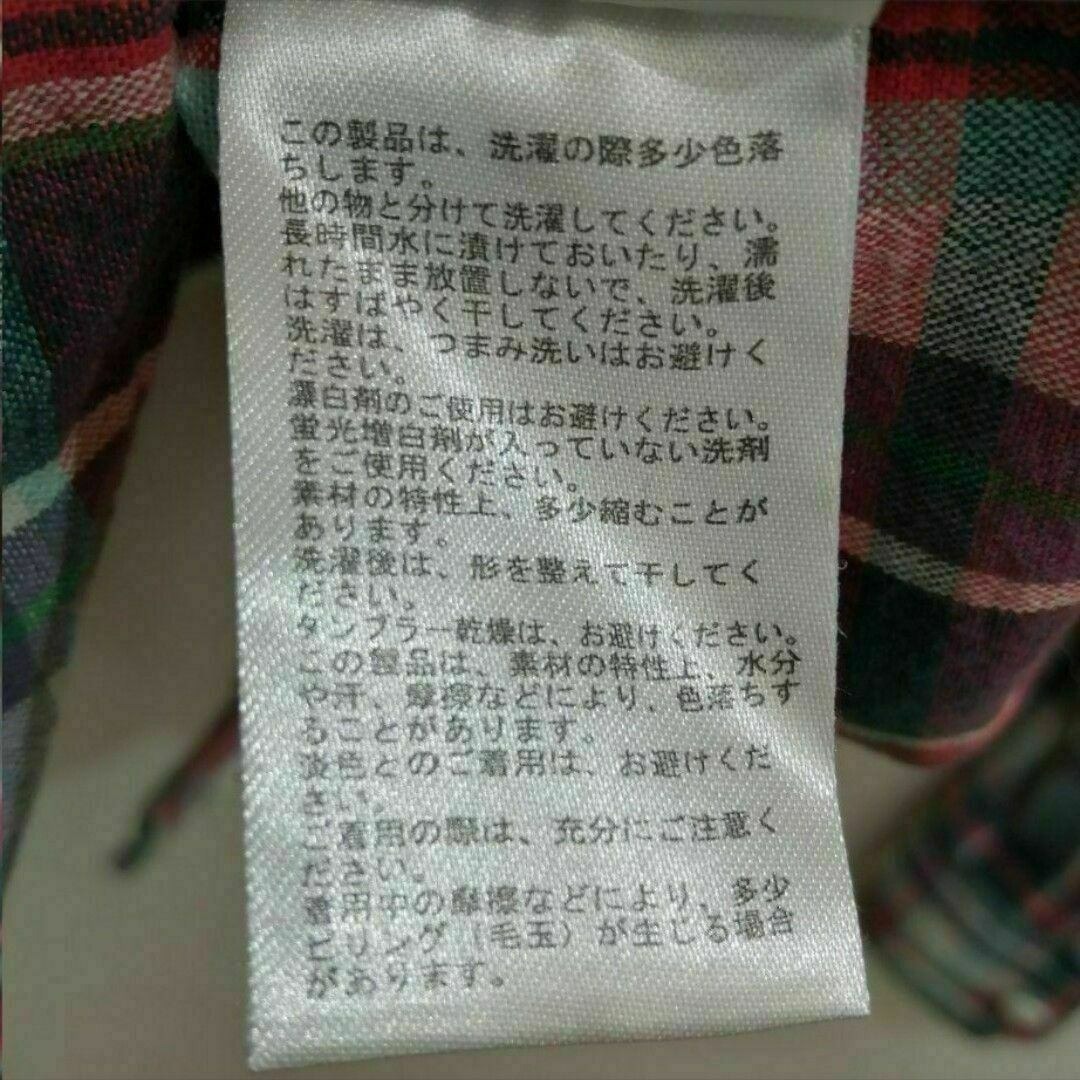 この製品は、洗濯の際多少色落
ちします。
他の物と分けて洗濯してください。
長時間水に漬けておいたり、濡
れたまま放置しないで、洗濯後
はすばやく干してください。
洗濯は、つまみ洗いはお避けく
ださい。
漂白剤のご使用はお避けください。
蛍光増白剤が入っていない洗剤
をご使用ください。
素材の特性上、多少縮むことが
あります。
洗濯後は、形を整えて干してく
ださい。
タンブラー乾燥は、お避けください。
この製品は、素材の特性上、水分
や汗、摩擦などにより、色落ちす
ることがあります。
淡色とのご着用は、お避けくだ
さい。
ご着用の際は、充分にご注意く
ださい。
着用中の摩擦などにより、多少
ピリング（毛玉）が生じる場合
があります。